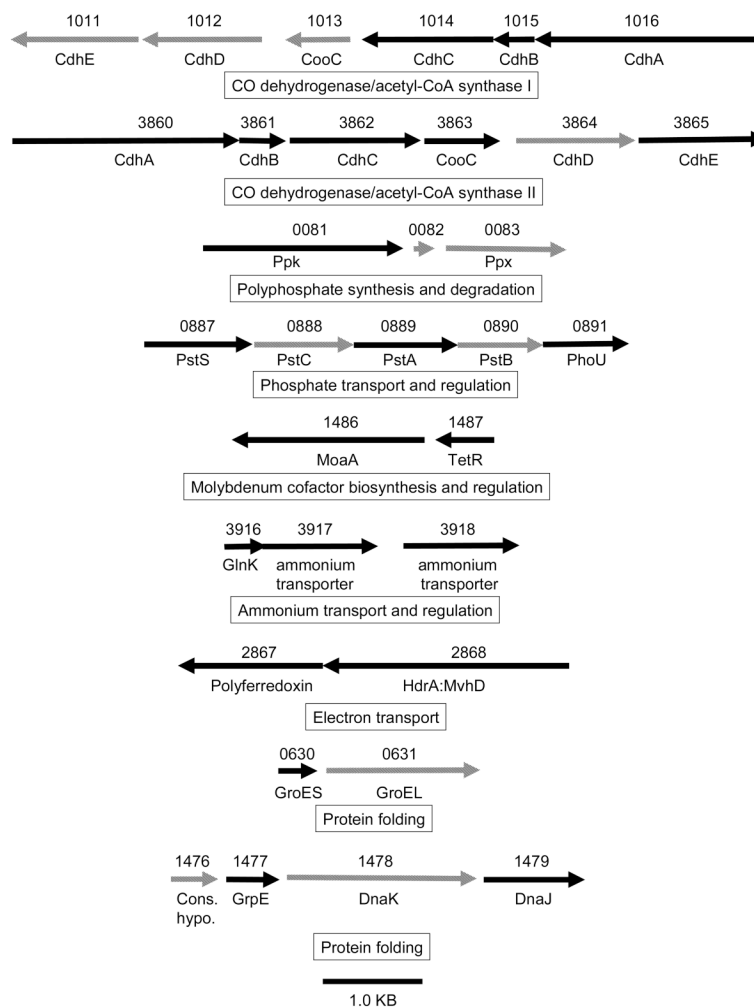 1011 1012 1013 1014 1015 1016
CdhE CdhD CooC CdhC CdhB CdhA
CO dehydrogenase/acetyl-CoA synthase I
3860 3861 3862 3863 3864 3865
CdhA CdhB CdhC CooC CdhD CdhE
CO dehydrogenase/acetyl-CoA synthase II
0081 0082 0083
Ppk Ppx
Polyphosphate synthesis and degradation
0887 0888 0889 0890 0891
PstS PstC PstA PstB PhoU
Phosphate transport and regulation
1486 1487
MoaA TetR
Molybdenum cofactor biosynthesis and regulation
3916 3917 3918
GlnK ammonium ammonium
transporter transporter
Ammonium transport and regulation
2867 2868
Polyferredoxin HdrA:MvhD
Electron transport
0630 0631
GroES GroEL
Protein folding
1476 1477 1478 1479
Cons. GrpE DnaK DnaJ
hypo.
Protein folding
1.0 KB